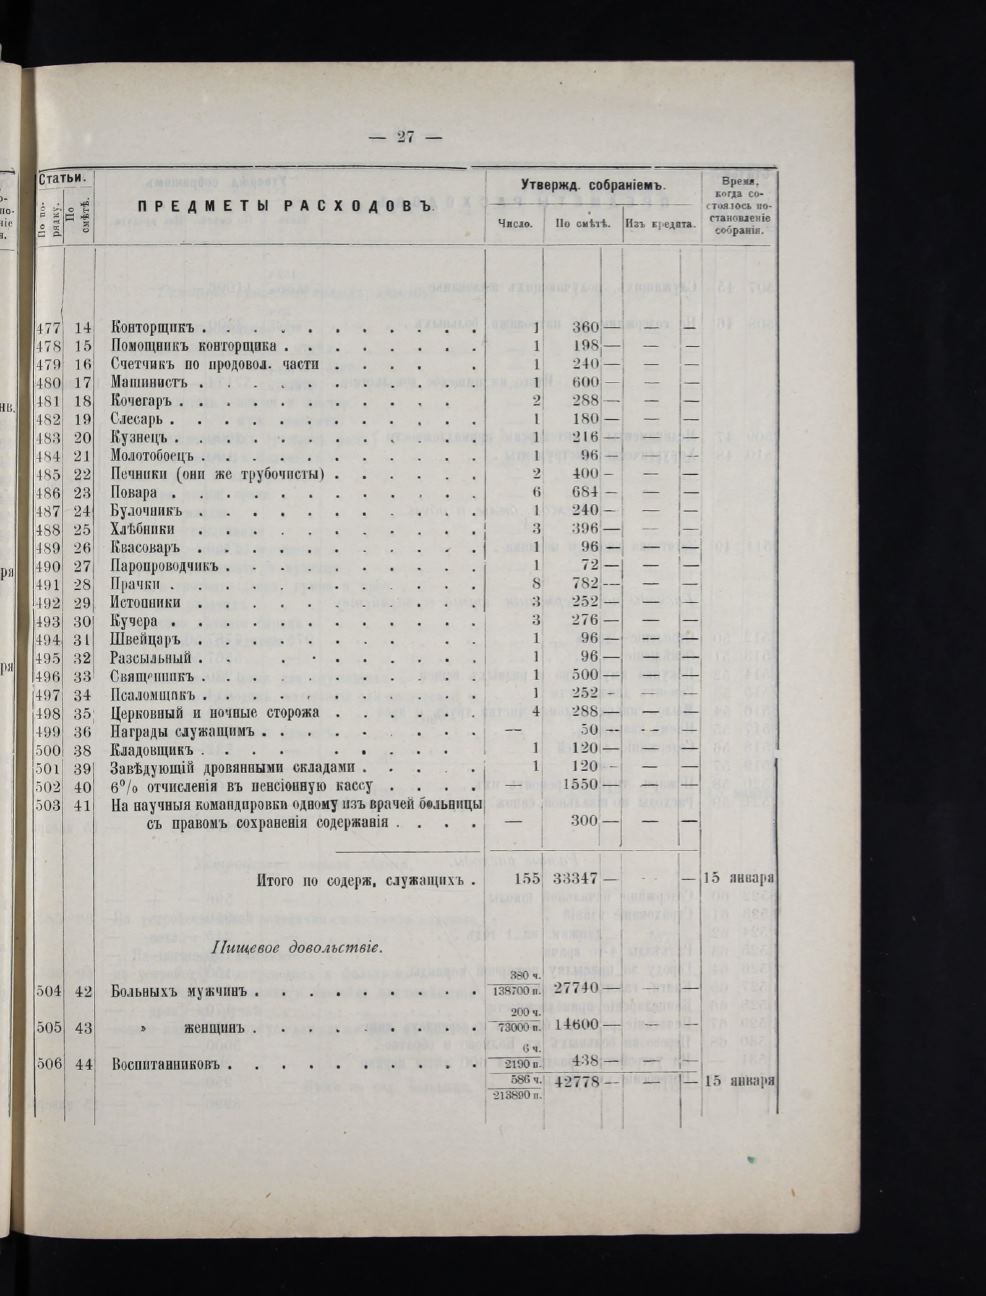 — 27 —
Статьи. ПРЕДМЕТЫ РАСХОДОВЪ. Утвержд. собраніемъ. Время, когда состоялось постановленіе собранія.
По порядку. По смѣтѣ. Число. По смѣтѣ. Изъ кредита.
477 14 Конторщикъ . . . . . . . . . . . 1 360 — — —
478 15 Помощникъ конторщика . . . . . . . . 1 198 — — —
479 16 Счетчикъ по продовол. части . . . . . 1 240 — — —
480 17 Машинистъ . . . . . . . . . . . 1 600 — — —
481 18 Кочегаръ . . . . . . . . . . . 2 288 — — —
482 19 Слесарь . . . . . . . . . . . . 1 180 — — —
483 20 Кузнецъ . . . . . . . . . . . . 1 216 — — —
484 21 Молотобоецъ . . . . . . . . . . . 1 96 — — —
485 22 Печники (они же трубочисты) . . . . . . 2 400 — — —
486 23 Повара . . . . . . . . . . . . 6 684 — — —
487 24 Булочникъ . . . . . . . . . . . 1 240 — — —
488 25 Хлѣбники . . . . . . . . . . . 3 396 — — —
489 26 Квасоваръ . . . . . . . . . . . 1 96 — — —
490 27 Паропроводчикъ . . . . . . . . . . 1 72 — — —
491 28 Прачки . . . . . . . . . . . . 8 782 — — —
492 29 Истопники . . . . . . . . . . . 3 252 — — —
493 30 Кучера . . . . . . . . . . . . 3 276 — — —
494 31 Швейцаръ . . . . . . . . . . 1 96 — — —
495 32 Разсыльный . . . . . . . . . . 1 96 — — —
496 33 Священникъ . . . . . . . . . . . 1 500 — — —
497 34 Псаломщикъ . . . . . . . . . . . 1 252 — — —
498 35 Церковный и ночные сторожа . . . . . . 4 288 — — —
499 36 Награды служащимъ . . . . . . . . — 50 — — —
500 38 Кладовщикъ . . . . . . . . . 1 120 — — —
501 39 Завѣдующій дровянными складами . . . . . 1 120 — — —
502 40 6% отчисленія въ пенсіонную кассу . . . . — 1550 — — —
503 41 На научныя командировки одному изъ врачей больницы
съ правомъ сохраненія содержанія . . . . — 300 — — —
Итого по содерж, служащихъ . 155 33347 — — — 15 января
Пищевое довольствіе.
380 ч.
504 42 Больныхъ мужчинъ . . . . . . . . . 138700 п. 27740 — — —
200 ч.
505 43 » женщинъ . . . . . . . . . 73000 п. 14600 — — —
6 ч.
506 44 Воспитанниковъ . . . . . . . . . . 2190 п. 438 — — —
586 ч. 42778 — — — 15 января
213890 п.